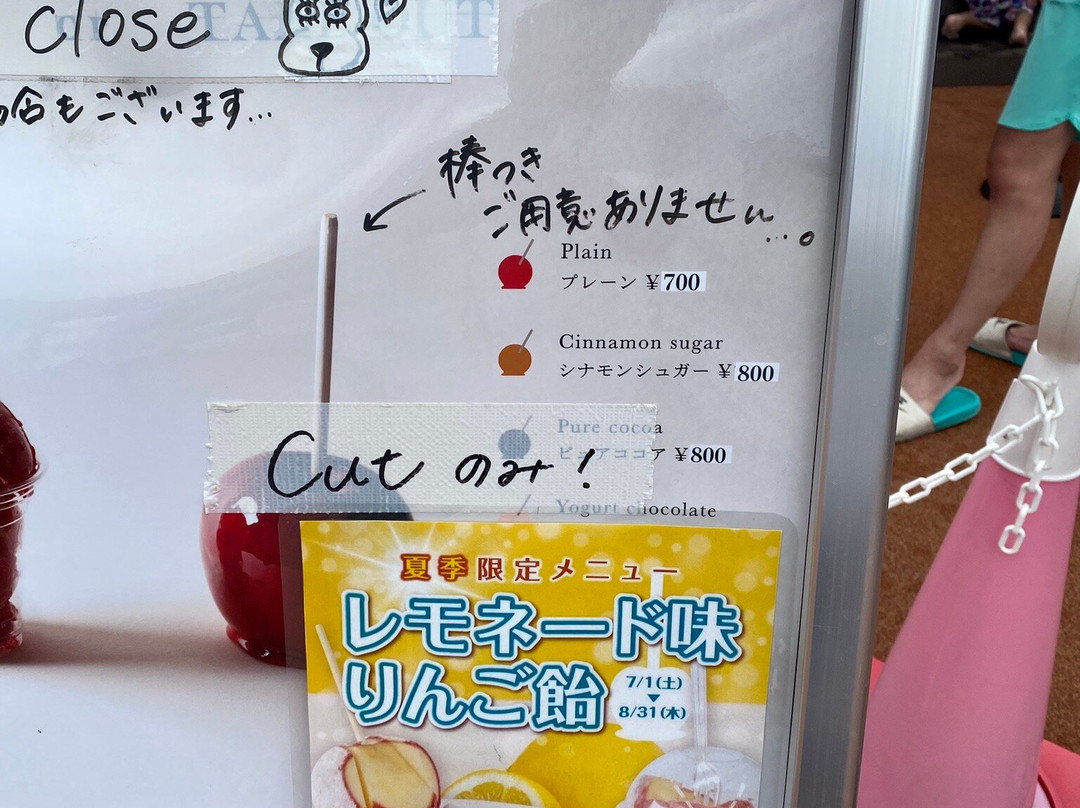 close
の合もございます...
棒つき
ご用意ありません...。
Plain
プレーン ¥700
Cinnamon sugar
シナモンシュガー ¥800
Pure cocoa
ピュアココア ¥800
Cut のみ!
Yogurt chocolate
夏季限定メニュー
レモネード味
りんご飴
7/1(土)
▼
8/31(木)